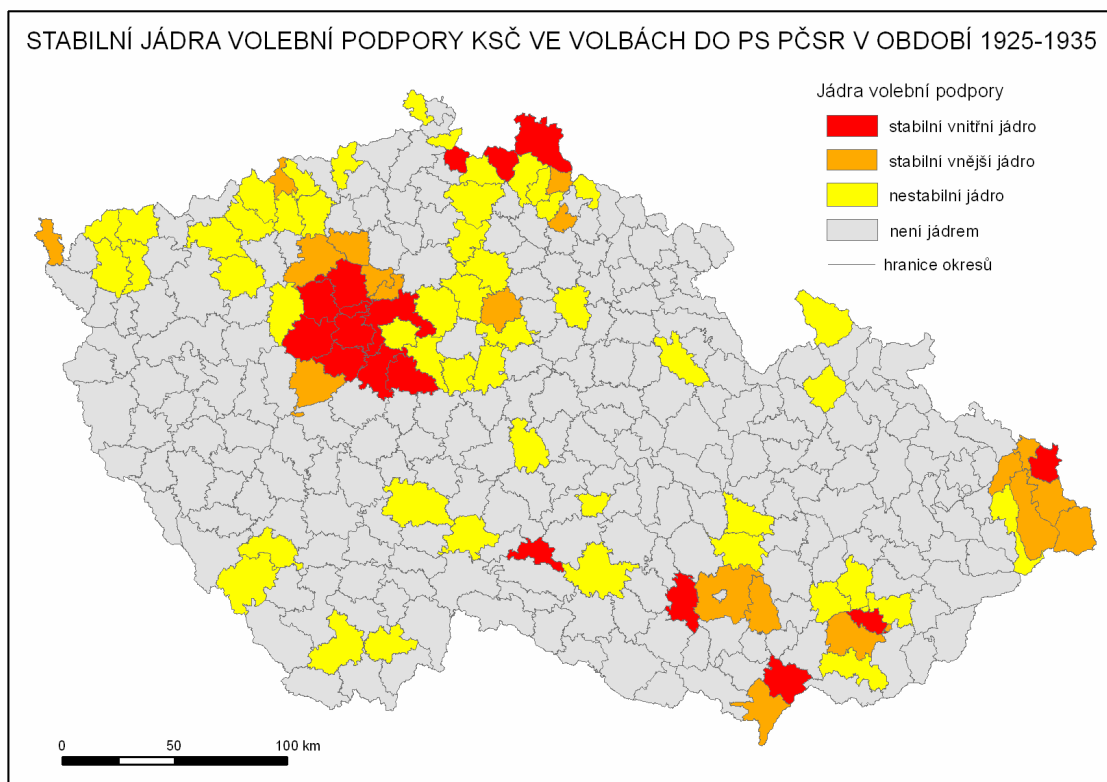 STABILNÍ JÁDRA VOLEBNÍ PODPORY KSČ VE VOLBÁCH DO PS PČSR V OBDOBÍ 1925-1935
Jádra volební podpory
stabilní vnitřní jádro
stabilní vnější jádro
nestabilní jádro
není jádrem
hranice okresů
0 50 100 km